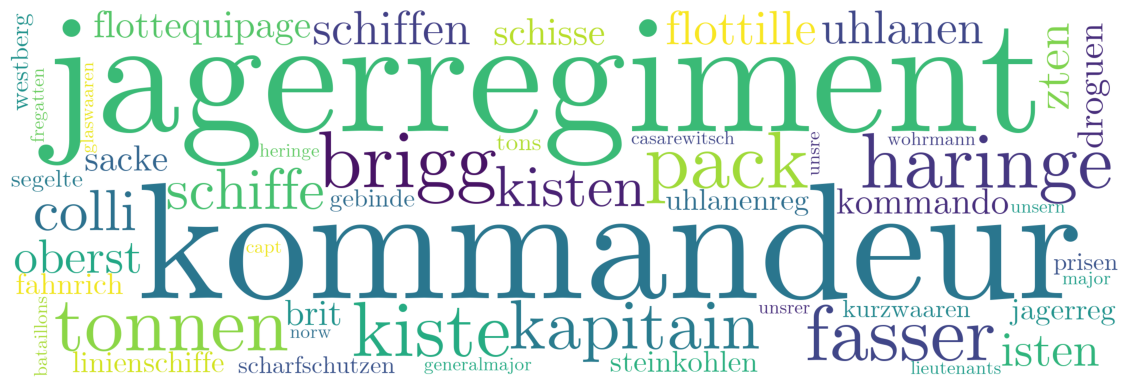 westberg
flottequipage
schiffen
schisse
flottille
uhlanen
zten
droguen
fregatten
glaswaaren
jagerregiment
sacke
heringe
brigg
tons
casarewitsch
pack
unsre
wohrmann
haringe
segelte
schiffe
gebinde
kisten
uhlanenreg
kommando
unsern
colli
kommandeur
oberst
capt
prisen
major
fahnrich
bataillons
tonnen
brit
norw
kiste
kapitain
unsrer
kurzwaaren
jagerreg
fasser
isten
linienschiffe
scharfschutzen
generalmajor
steinkohlen
lieutenants